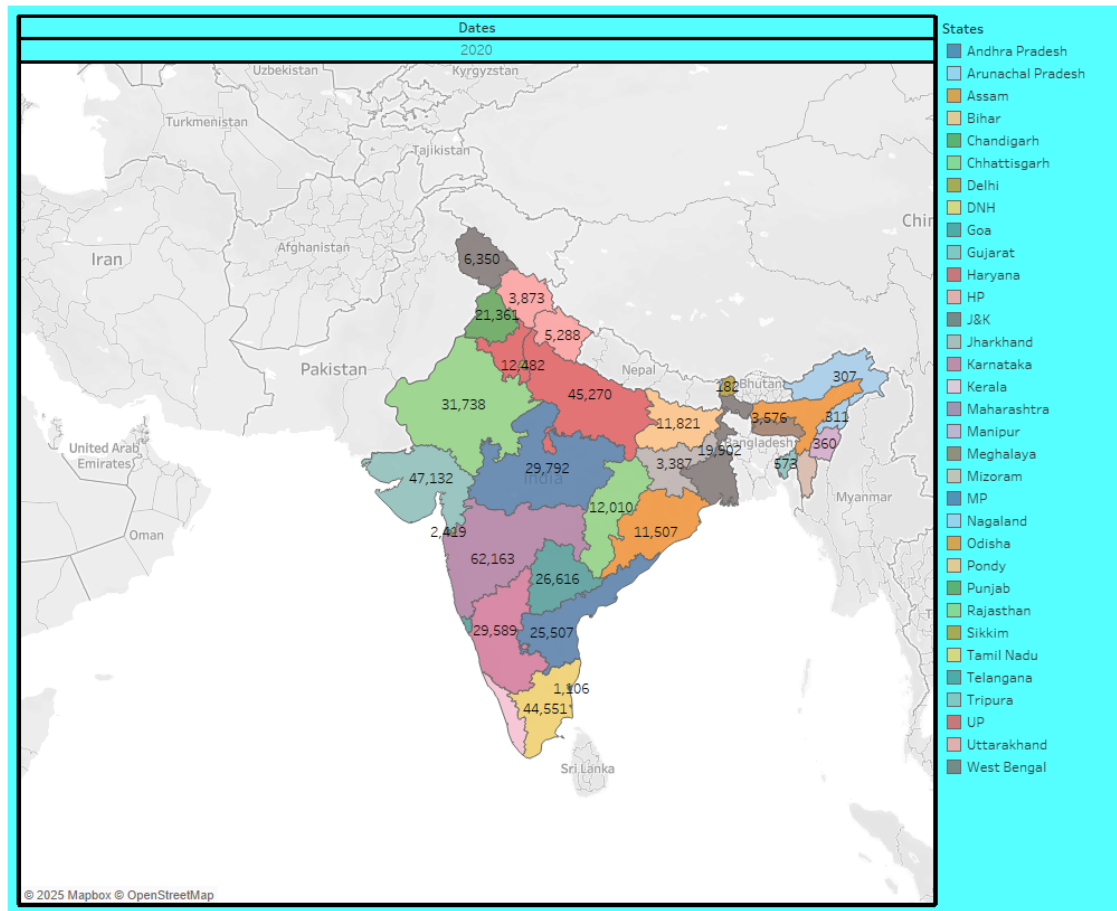 Dates
2020
Uzbekistan
Kyrgyzstan
Turkmenistan
Tajikistan
Chin
Afghanistan
Iran
6,350
3,873
21,361
5,288
Pakistan
12,482
Nepal
307
182
Bhutan
31,738
45,270
3,576
311
11,821
Bangladesh
360
United Arab
Emirates
19,902
29,792
3,387
573
47,132
India
Myanmar
12,010
Oman
2,419
11,507
62,163
26,616
29,589
25,507
1,106
44,551
Sri Lanka
© 2025 Mapbox © OpenStreetMap
States
Andhra Pradesh
Arunachal Pradesh
Assam
Bihar
Chandigarh
Chhattisgarh
Delhi
DNH
Goa
Gujarat
Haryana
HP
J&K
Jharkhand
Karnataka
Kerala
Maharashtra
Manipur
Meghalaya
Mizoram
MP
Nagaland
Odisha
Pondy
Punjab
Rajasthan
Sikkim
Tamil Nadu
Telangana
Tripura
UP
Uttarakhand
West Bengal